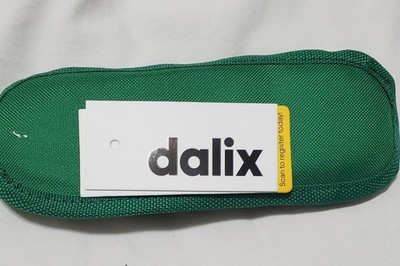 dalix
Scan to register today!